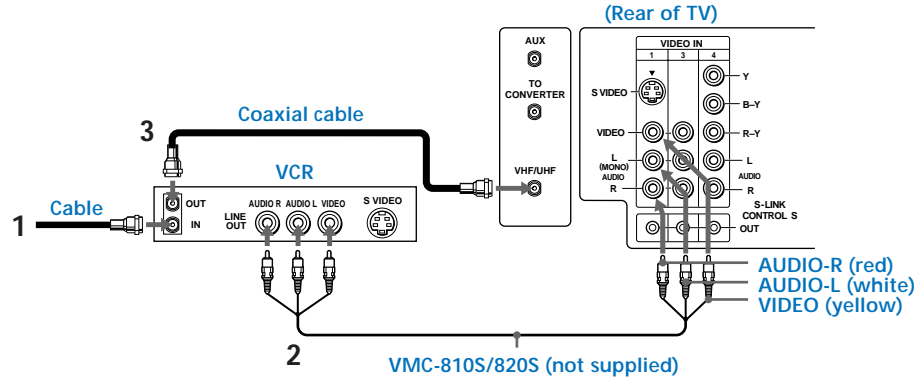 (Rear of TV)
AUX
TO
CONVERTER
VHF/UHF
VIDEO IN
1 3 4
S VIDEO
VIDEO
L
(MONO)
AUDIO
R
Y
B–Y
R–Y
L
AUDIO
R
S-LINK
CONTROL S
OUT
3
Coaxial cable
VCR
1
Cable
OUT
IN
LINE
OUT
AUDIO R AUDIO L VIDEO
S VIDEO
AUDIO-R (red)
AUDIO-L (white)
VIDEO (yellow)
2
VMC-810S/820S (not supplied)